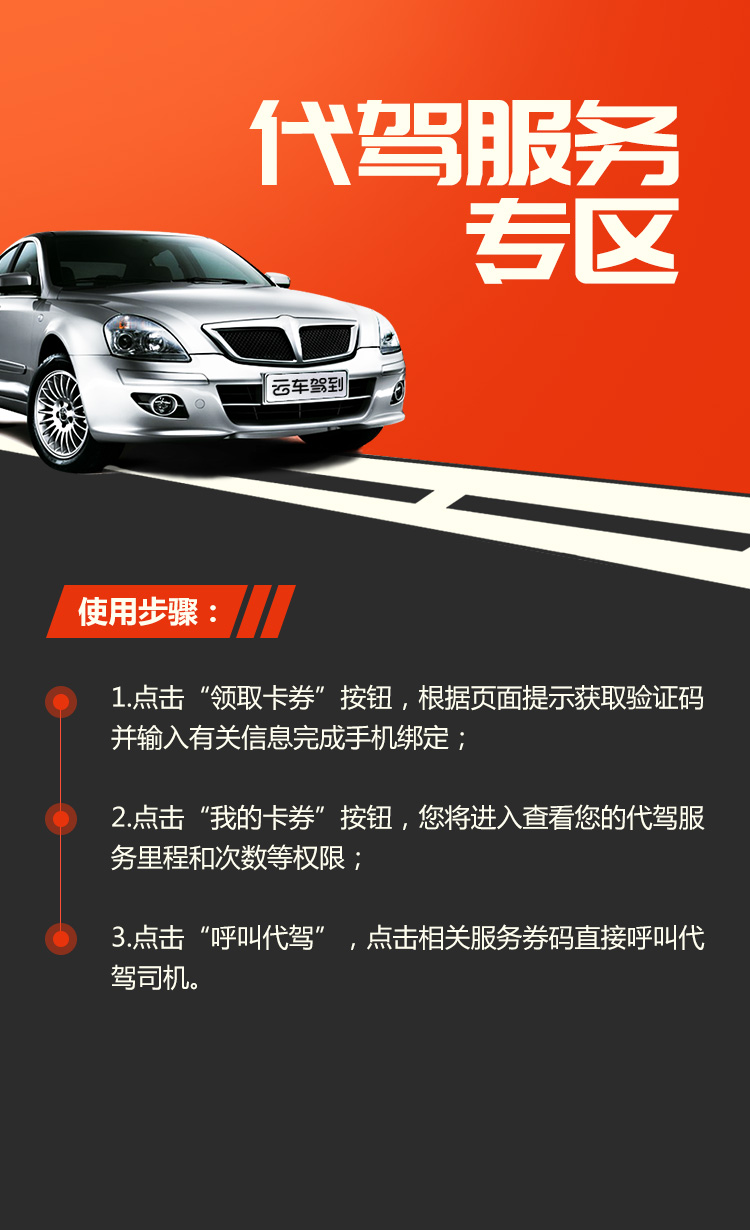 代驾服务
专区
云车驾到
使用步骤：
1.点击“领取卡券”按钮，根据页面提示获取验证码
并输入有关信息完成手机绑定；
2.点击“我的卡券”按钮，您将进入查看您的代驾服
务里程和次数等权限；
3.点击“呼叫代驾”，点击相关服务券码直接呼叫代
驾司机。